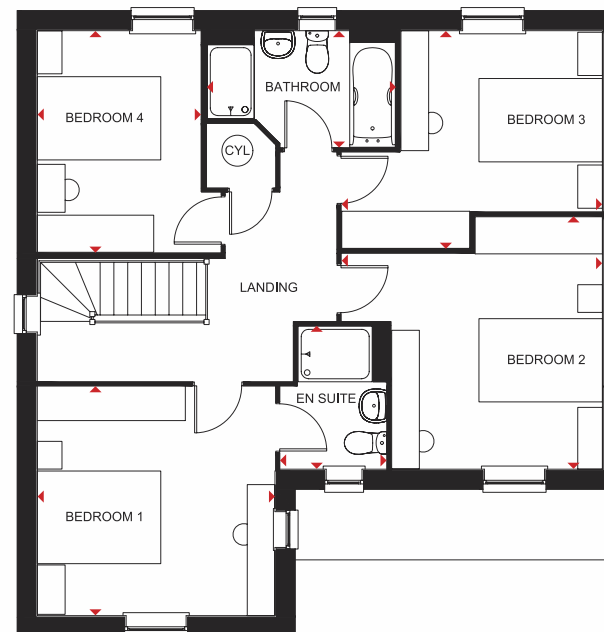 BATHROOM
BEDROOM 4
BEDROOM 3
CYL
LANDING
BEDROOM 2
EN SUITE
BEDROOM 1